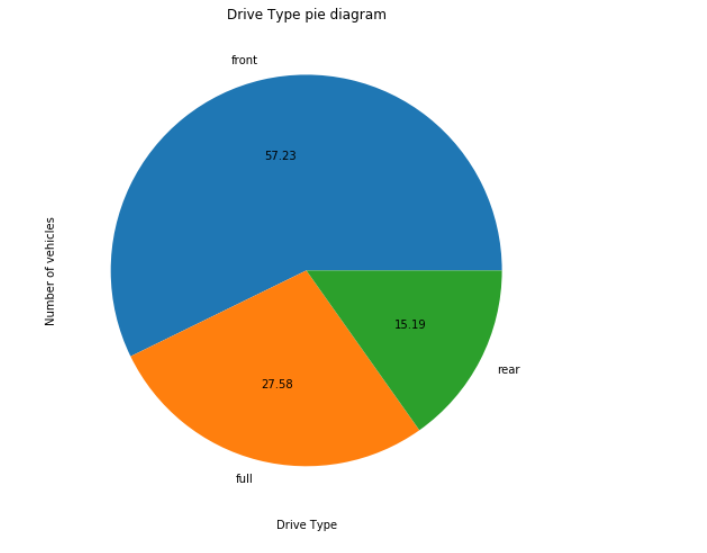 Drive Type pie diagram
front
57.23
Number of vehicles
15.19
rear
27.58
full
Drive Type